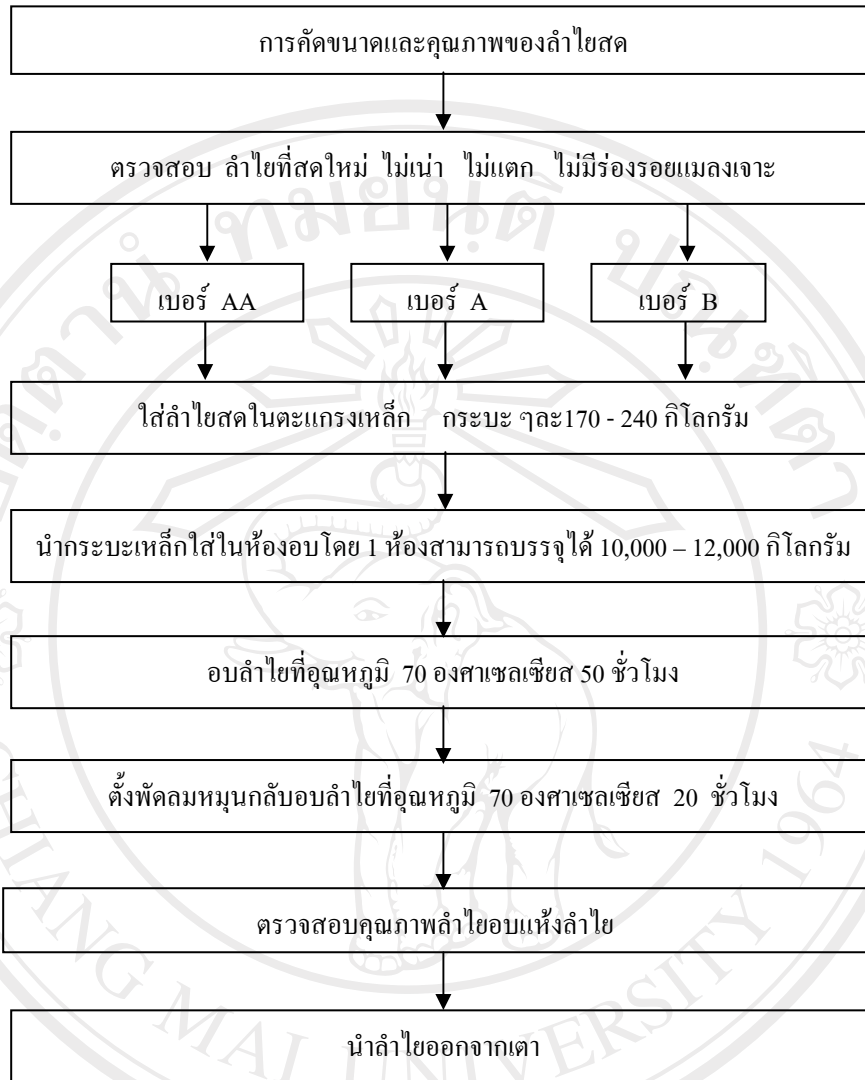 การคัดขนาดและคุณภาพของลำไยสด
ตรวจสอบ ลำไยที่สดใหม่ ไม่เน่า ไม่แตก ไม่มีร่องรอยแมลงเจาะ
เบอร์ AA
เบอร์ A
เบอร์ B
ใส่ลำไยสดในตะแกรงเหล็ก กระบะ ๆละ170 - 240 กิโลกรัม
นำกระบะเหล็กใส่ในห้องอบโดย 1 ห้องสามารถบรรจุได้ 10,000 – 12,000 กิโลกรัม
อบลำไยที่อุณหภูมิ 70 องศาเซลเซียส 50 ชั่วโมง
ตั้งพัดลมหมุนกลับอบลำไยที่อุณหภูมิ 70 องศาเซลเซียส 20 ชั่วโมง
ตรวจสอบคุณภาพลำไยอบแห้งลำไย
นำลำไยออกจากเตา
CHIANG MAI UNIVERSITY 1964